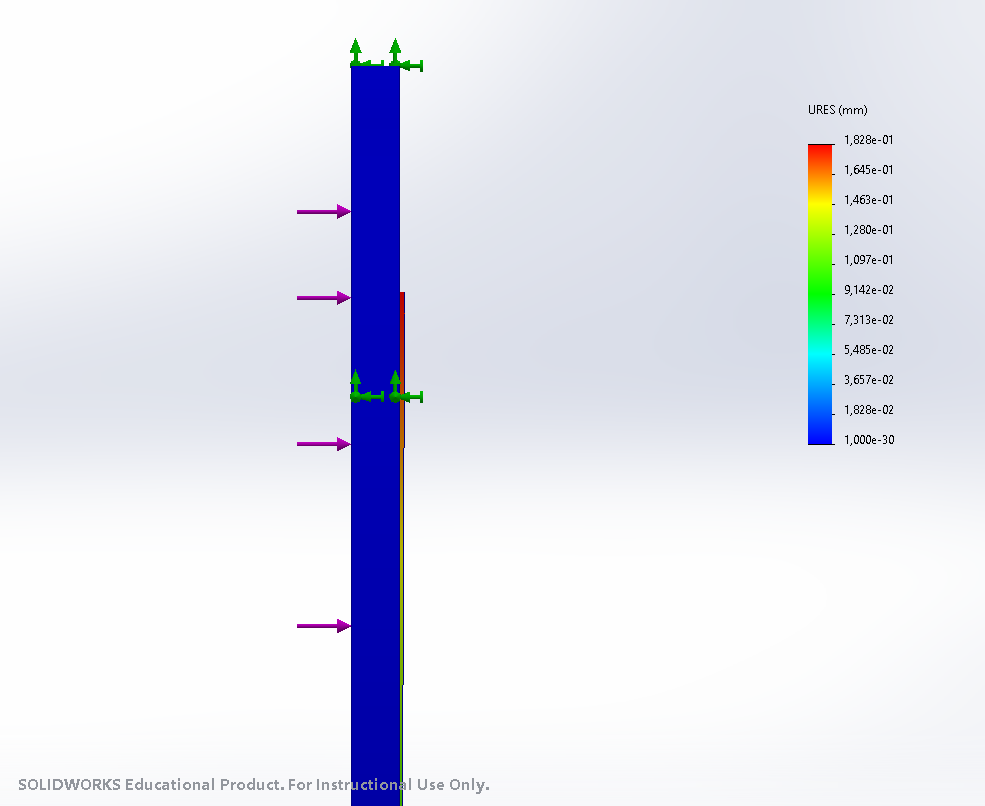 URES (mm)
1,828e-01
1,645e-01
1,463e-01
1,280e-01
1,097e-01
9,142e-02
7,313e-02
5,485e-02
3,657e-02
1,828e-02
1,000e-30
SOLIDWORKS Educational Product. For Instructional Use Only.